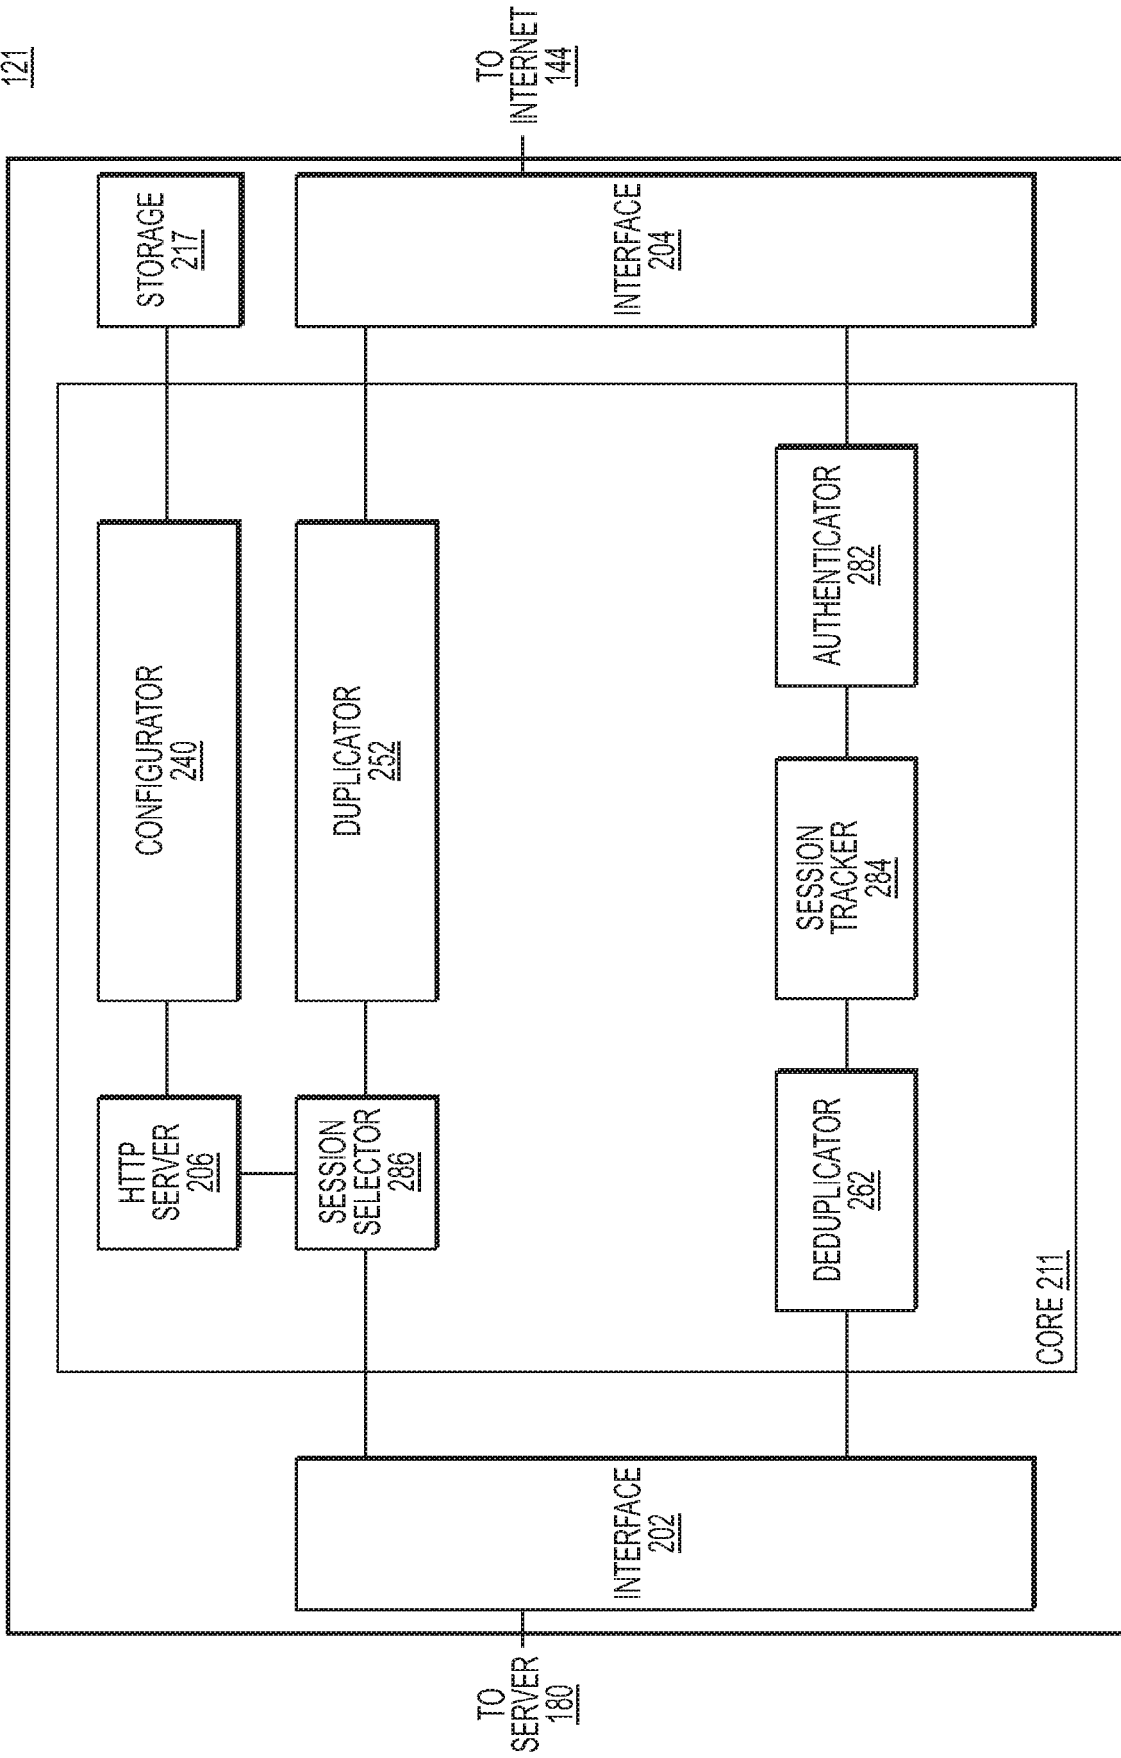 121
TO
INTERNET
144
STORAGE
217
INTERFACE
204
CONFIGURATOR
240
DUPLICATOR
252
AUTHENTICATOR
282
SESSION
TRACKER
284
HTTP
SERVER
206
SESSION
SELECTOR
286
DEDUPLICATOR
262
CORE 211
INTERFACE
202
TO
SERVER
180